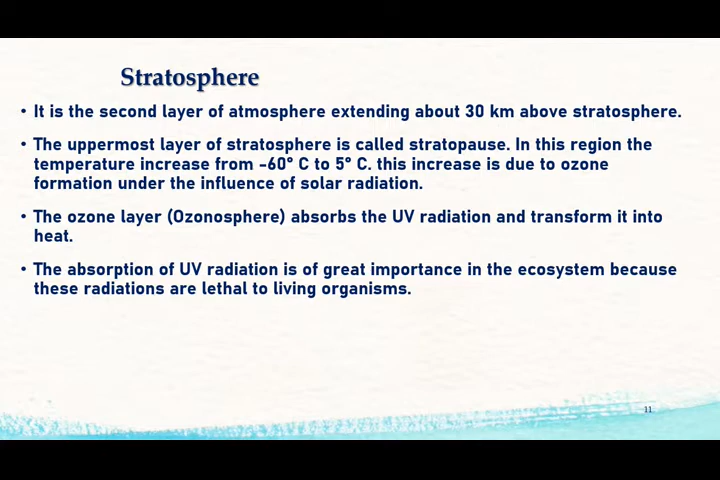 Stratosphere
• It is the second layer of atmosphere extending about 30 km above stratosphere.
• The uppermost layer of stratosphere is called stratopause. In this region the
temperature increase from -60° C to 5° C. this increase is due to ozone
formation under the influence of solar radiation.
• The ozone layer (Ozonosphere) absorbs the UV radiation and transform it into
heat.
• The absorption of UV radiation is of great importance in the ecosystem because
these radiations are lethal to living organisms.
11